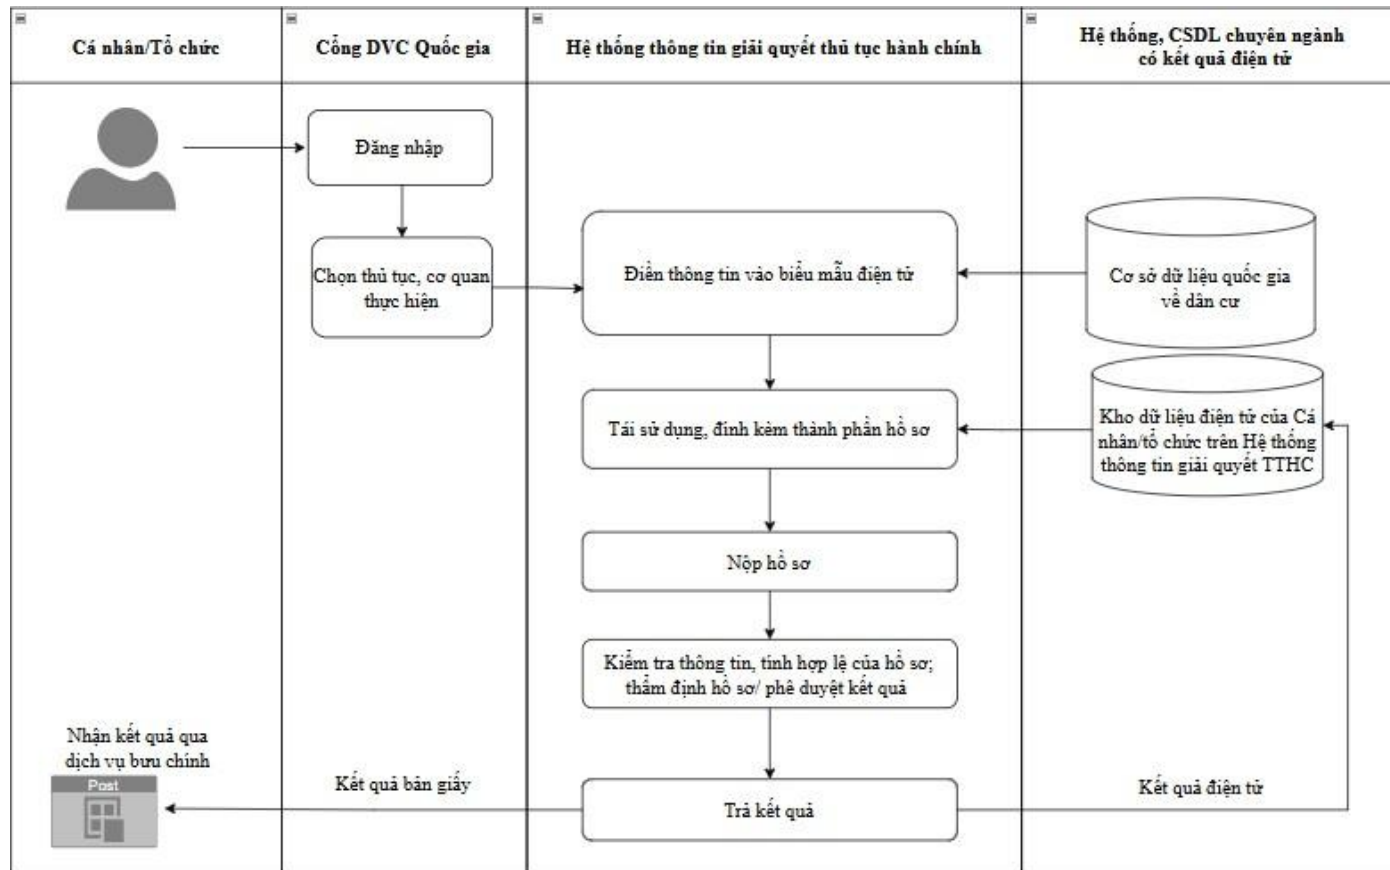 Cá nhân/Tổ chức
Cổng DVC Quốc gia
Hệ thống thông tin giải quyết thủ tục hành chính
Hệ thống, CSDL chuyên ngành
có kết quả điện tử
Đăng nhập
Chọn thủ tục, cơ quan
thực hiện
Điền thông tin vào biểu mẫu điện tử
Cơ sở dữ liệu quốc gia
về dân cư
Tái sử dụng, đính kèm thành phần hồ sơ
Kho dữ liệu điện tử của Cá
nhân/tổ chức trên Hệ thống
thông tin giải quyết TTHC
Nộp hồ sơ
Kiểm tra thông tin, tính hợp lệ của hồ sơ;
thẩm định hồ sơ/ phê duyệt kết quả
Nhận kết quả qua
dịch vụ bưu chính
Post
Kết quả bản giấy
Trả kết quả
Kết quả điện tử